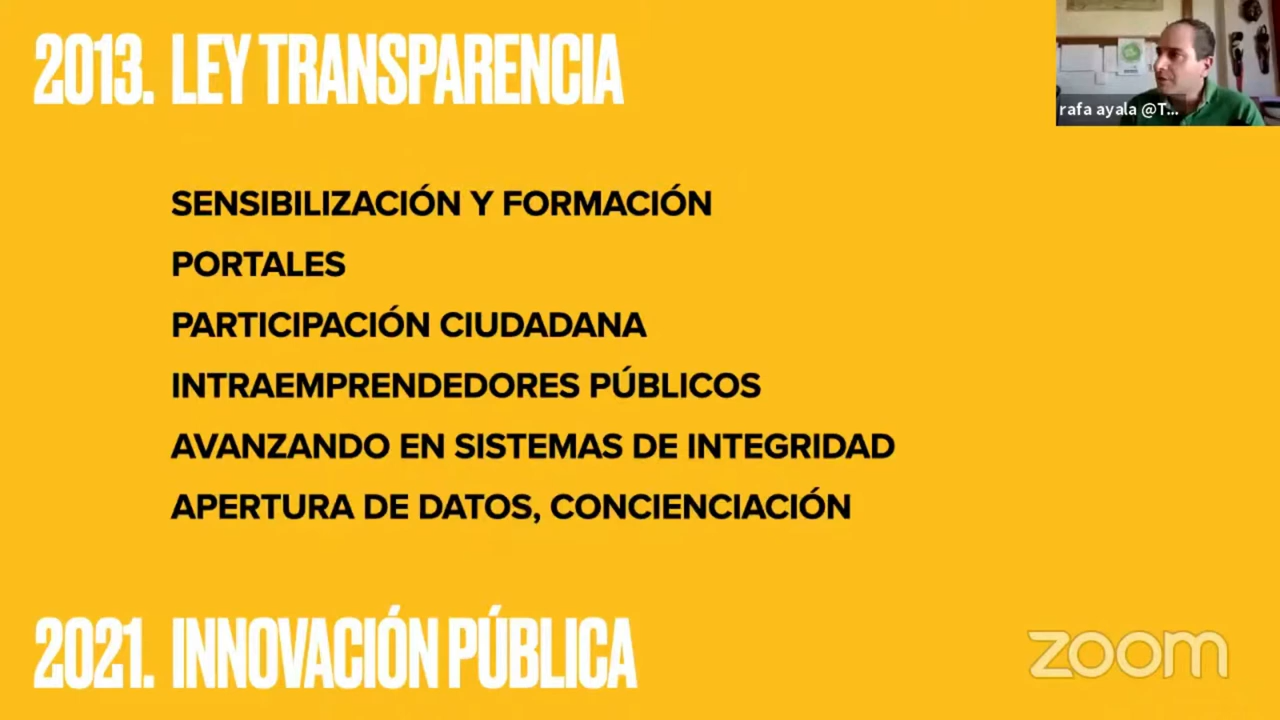 2013. LEY TRANSPARENCIA
rafa ayala @T...
SENSIBILIZACIÓN Y FORMACIÓN
PORTALES
PARTICIPACIÓN CIUDADANA
INTRAEMPRENDEDORES PÚBLICOS
AVANZANDO EN SISTEMAS DE INTEGRIDAD
APERTURA DE DATOS, CONCIENCIACIÓN
2021. INNOVACIÓN PÚBLICA
zoom